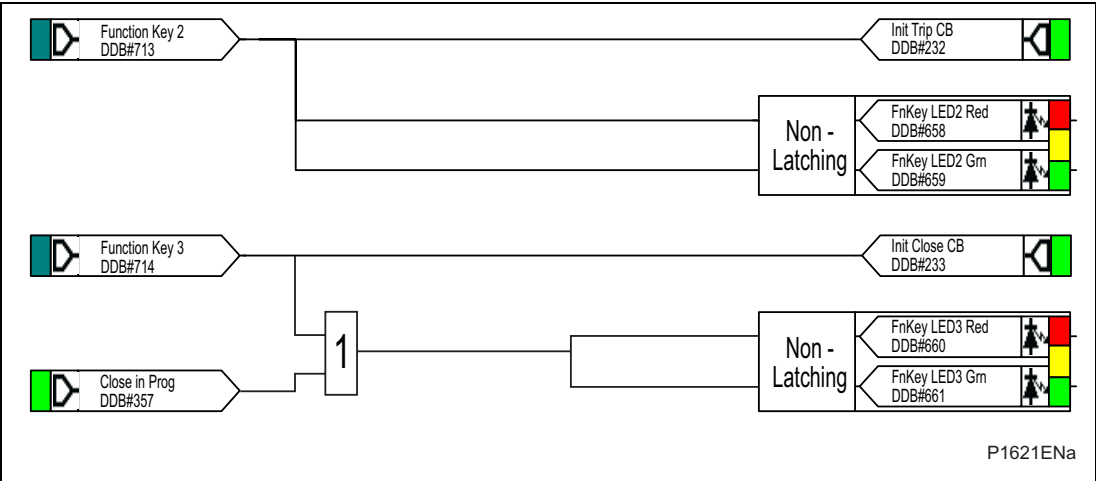 Function Key 2
DDB#713
Init Trip CB
DDB#232
Non -
Latching
FnKey LED2 Red
DDB#658
FnKey LED2 Grn
DDB#659
Function Key 3
DDB#714
Init Close CB
DDB#233
1
Close in Prog
DDB#357
Non -
Latching
FnKey LED3 Red
DDB#660
FnKey LED3 Grn
DDB#661
P1621ENa